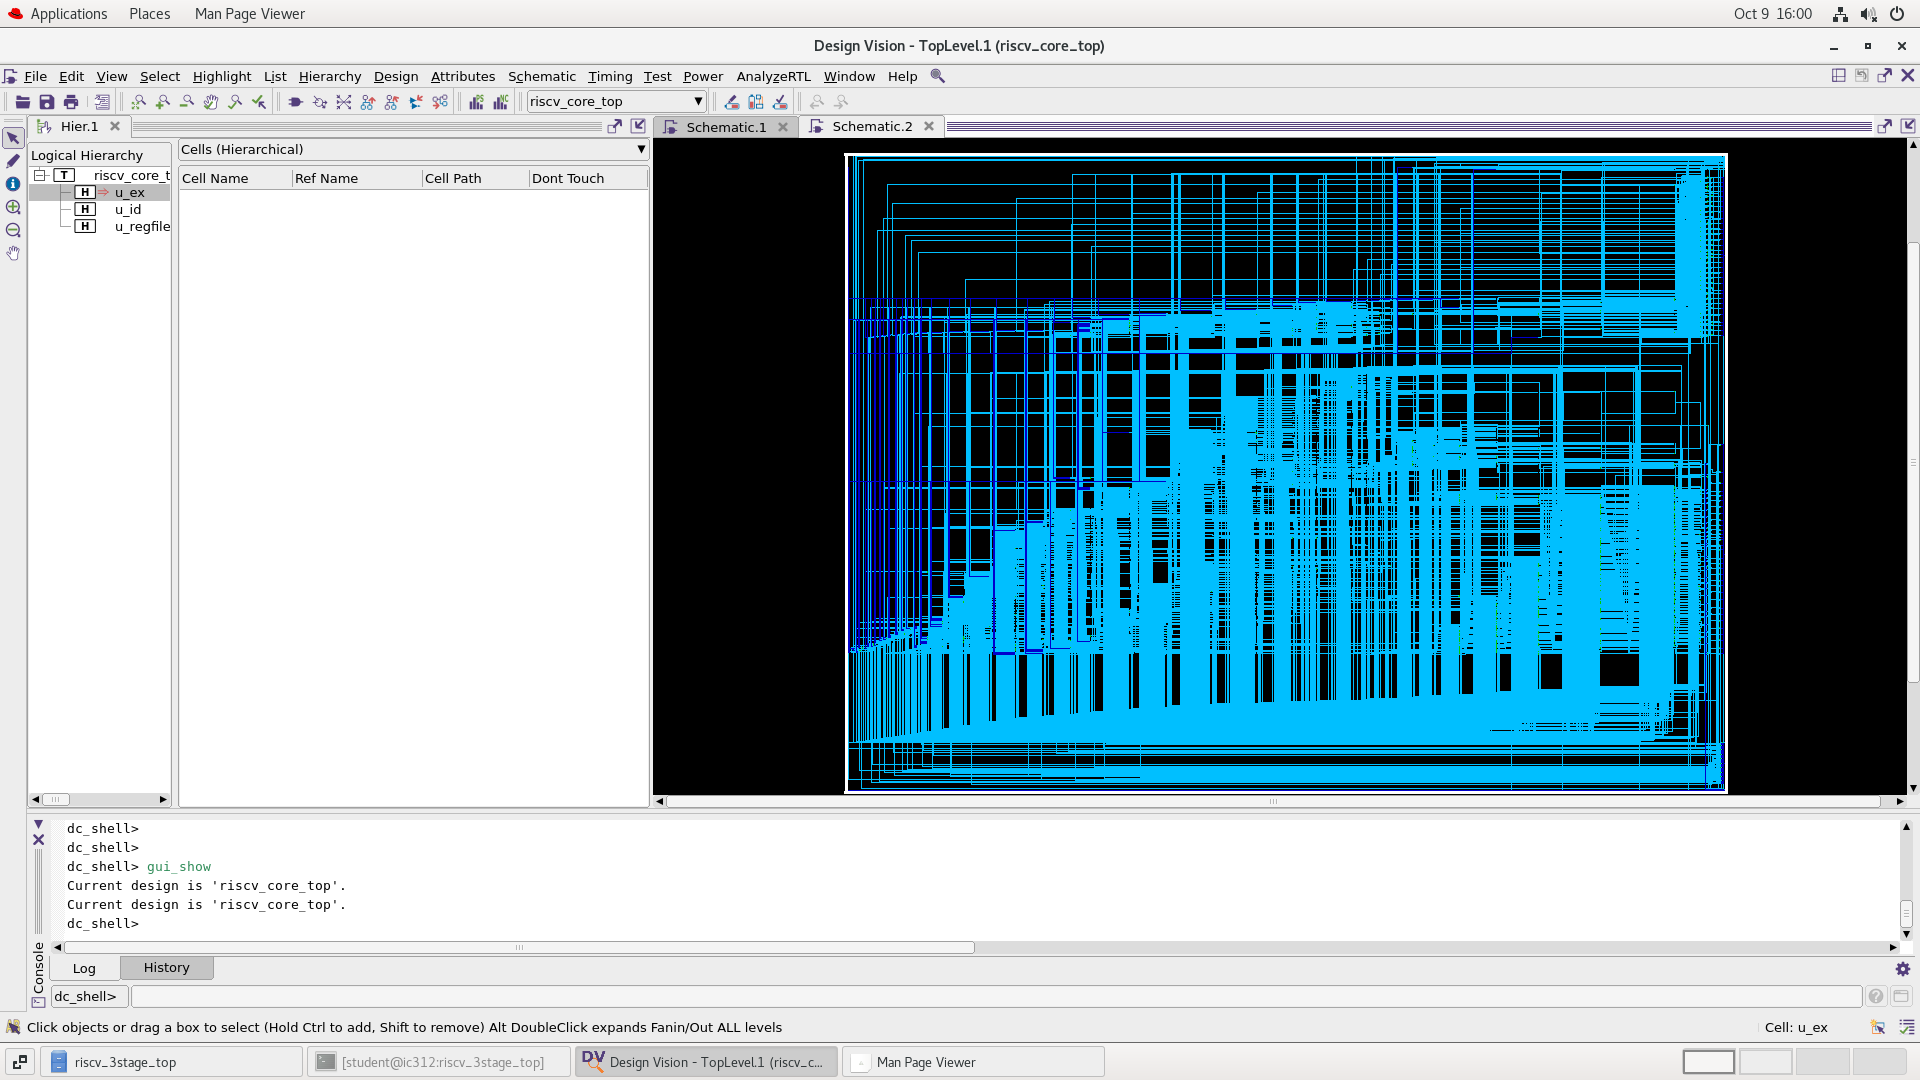 Applications Places Man Page Viewer Oct 9 16:00
Design Vision - TopLevel.1 (riscv_core_top)
File Edit View Select Highlight List Hierarchy Design Attributes Schematic Timing Test Power AnalyzeRTL Window Help
riscv_core_top
Hier.1
Schematic.1 Schematic.2
Logical Hierarchy
Cells (Hierarchical)
Cell Name Ref Name Cell Path Dont Touch
T riscv_core_t
H u_ex
H u_id
H u_regfile
dc_shell>
dc_shell>
dc_shell> gui_show
Current design is 'riscv_core_top'.
Current design is 'riscv_core_top'.
dc_shell>
Console
Log History
dc_shell>
Click objects or drag a box to select (Hold Ctrl to add, Shift to remove) Alt DoubleClick expands Fanin/Out ALL levels Cell: u_ex
riscv_3stage_top [student@ic312:riscv_3stage_top] DV Design Vision - TopLevel.1 (riscv_c... Man Page Viewer